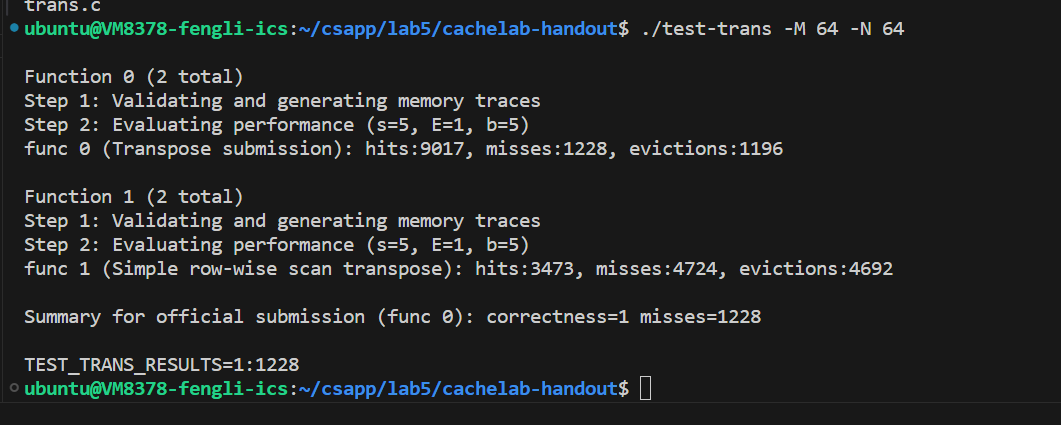 trans.c
ubuntu@VM8378-fengli-ics:~/csapp/lab5/cachelab-handout$ ./test-trans -M 64 -N 64
Function 0 (2 total)
Step 1: Validating and generating memory traces
Step 2: Evaluating performance (s=5, E=1, b=5)
func 0 (Transpose submission): hits:9017, misses:1228, evictions:1196
Function 1 (2 total)
Step 1: Validating and generating memory traces
Step 2: Evaluating performance (s=5, E=1, b=5)
func 1 (Simple row-wise scan transpose): hits:3473, misses:4724, evictions:4692
Summary for official submission (func 0): correctness=1 misses=1228
TEST_TRANS_RESULTS=1:1228
ubuntu@VM8378-fengli-ics:~/csapp/lab5/cachelab-handout$